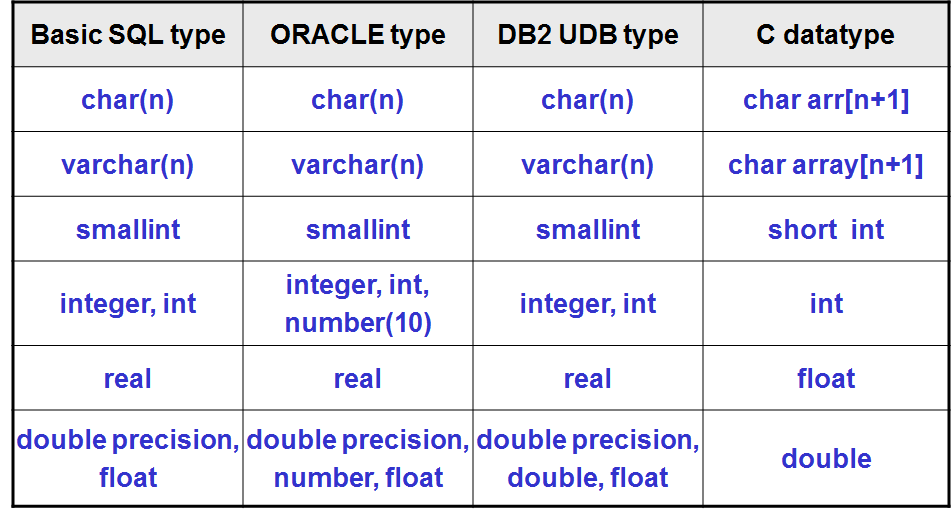 Basic SQL type ORACLE type DB2 UDB type C datatype
char(n) char(n) char(n) char arr[n+1]
varchar(n) varchar(n) varchar(n) char array[n+1]
smallint smallint smallint short int
integer, int integer, int, number(10) integer, int int
real real real float
double precision, float double precision, number, float double precision, double, float double